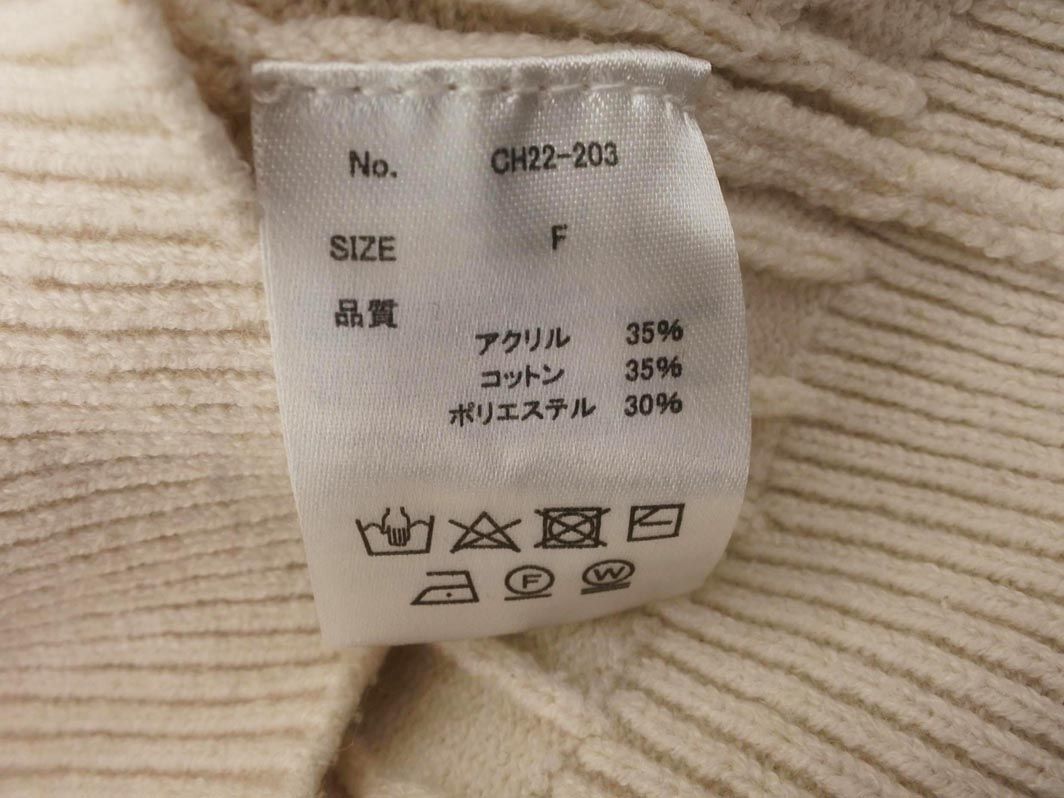 No. CH22-203
SIZE F
品質
アクリル 35%
コットン 35%
ポリエステル 30%
F W